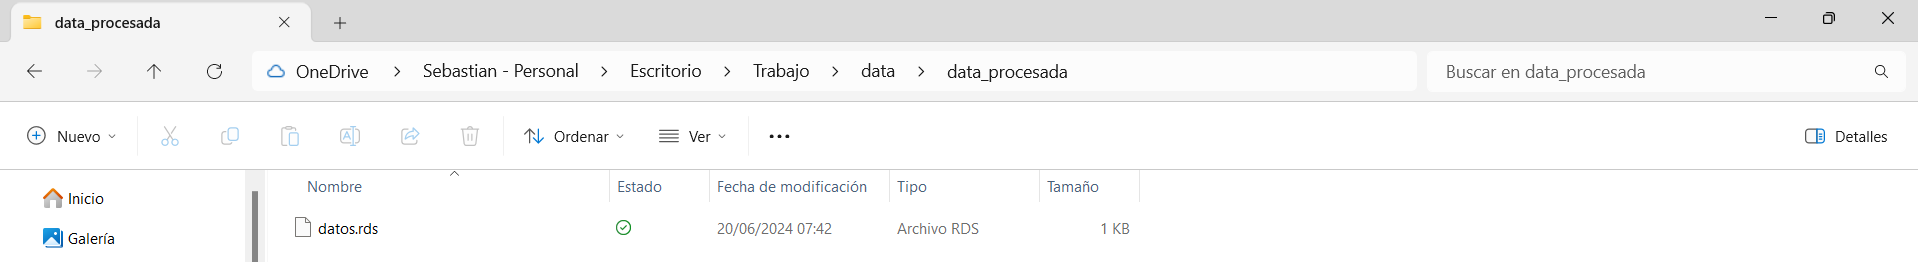 data_procesada
OneDrive > Sebastian - Personal > Escritorio > Trabajo > data > data_procesada
Buscar en data_procesada
Nuevo
Ordenar
Ver
Detalles
Nombre Estado Fecha de modificación Tipo Tamaño
Inicio
datos.rds 20/06/2024 07:42 Archivo RDS 1 KB
Galería